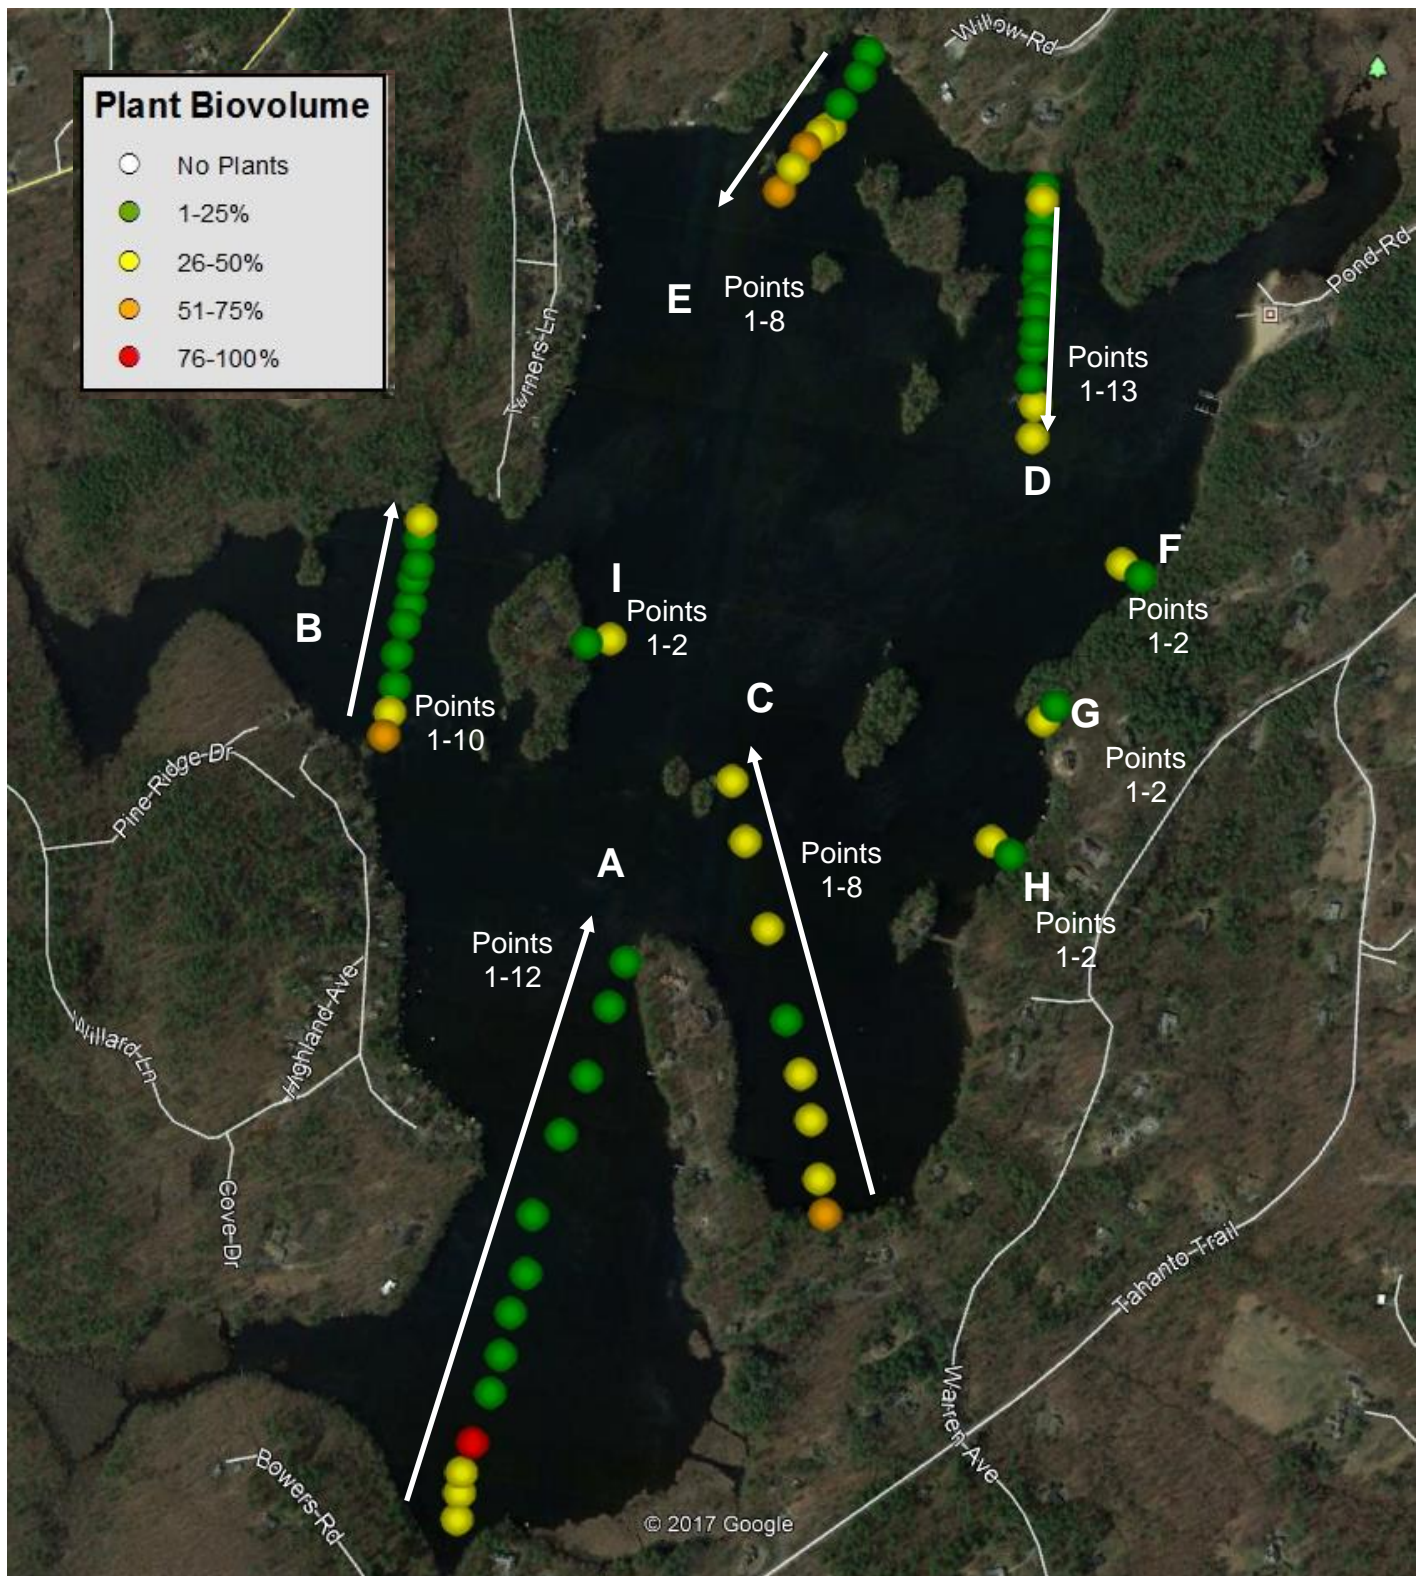 Willow Rd
Plant Biovolume
No Plants
1-25%
26-50%
51-75%
76-100%
Pond Rd
E
Points
1-8
Turners Ln
Points
1-13
D
F
Points
1-2
I
Points
1-2
B
Points
1-10
C
G
Points
1-2
Pine Ridge Dr
A
Points
1-8
H
Points
1-2
Points
1-12
Willard Ln
Highland Ave
Cove Dr
Tahanto Trail
Warren Ave
Bowers Rd
© 2017 Google